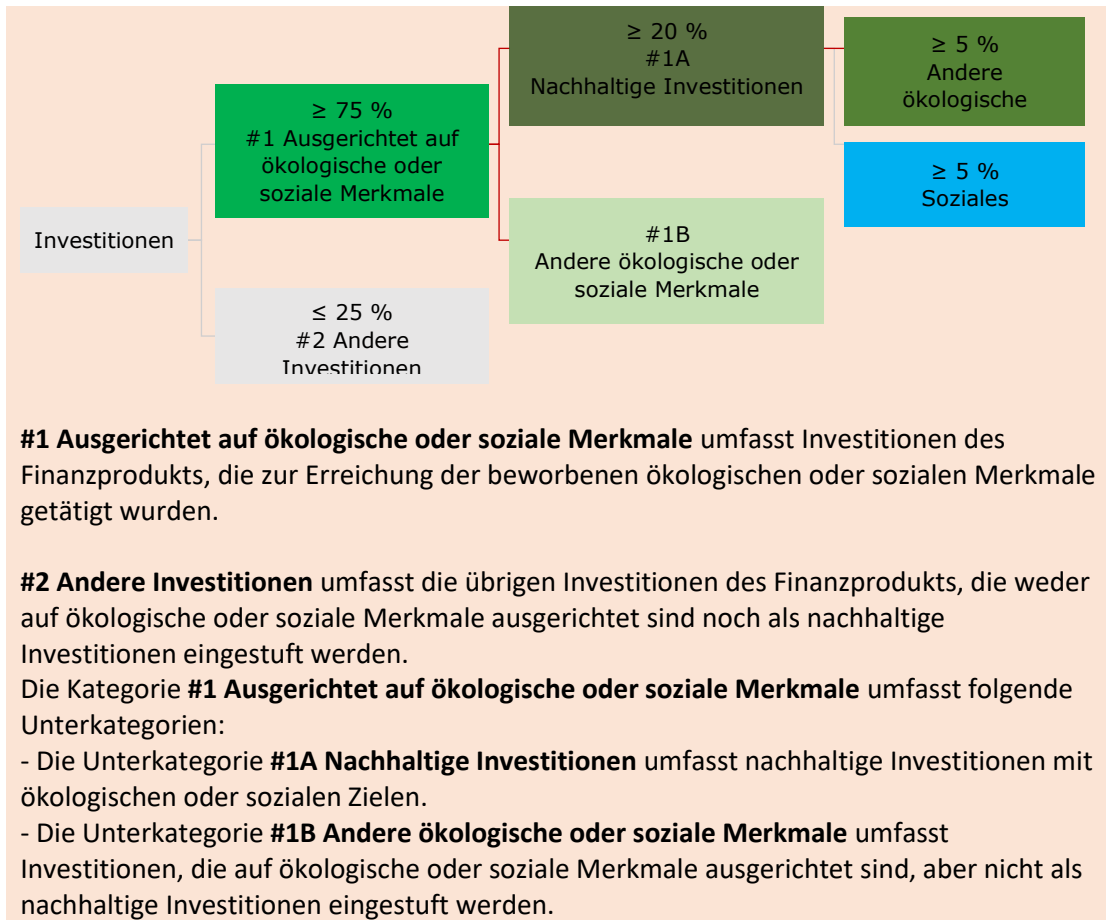 ≥ 20 %
#1A
Nachhaltige Investitionen
≥ 5 %
Andere
ökologische
≥ 75 %
#1 Ausgerichtet auf
ökologische oder
soziale Merkmale
≥ 5 %
Soziales
Investitionen
#1B
Andere ökologische oder
soziale Merkmale
≤ 25 %
#2 Andere
Investitionen
#1 Ausgerichtet auf ökologische oder soziale Merkmale umfasst Investitionen des
Finanzprodukts, die zur Erreichung der beworbenen ökologischen oder sozialen Merkmale
getätigt wurden.
#2 Andere Investitionen umfasst die übrigen Investitionen des Finanzprodukts, die weder
auf ökologische oder soziale Merkmale ausgerichtet sind noch als nachhaltige
Investitionen eingestuft werden.
Die Kategorie #1 Ausgerichtet auf ökologische oder soziale Merkmale umfasst folgende
Unterkategorien:
- Die Unterkategorie #1A Nachhaltige Investitionen umfasst nachhaltige Investitionen mit
ökologischen oder sozialen Zielen.
- Die Unterkategorie #1B Andere ökologische oder soziale Merkmale umfasst
Investitionen, die auf ökologische oder soziale Merkmale ausgerichtet sind, aber nicht als
nachhaltige Investitionen eingestuft werden.